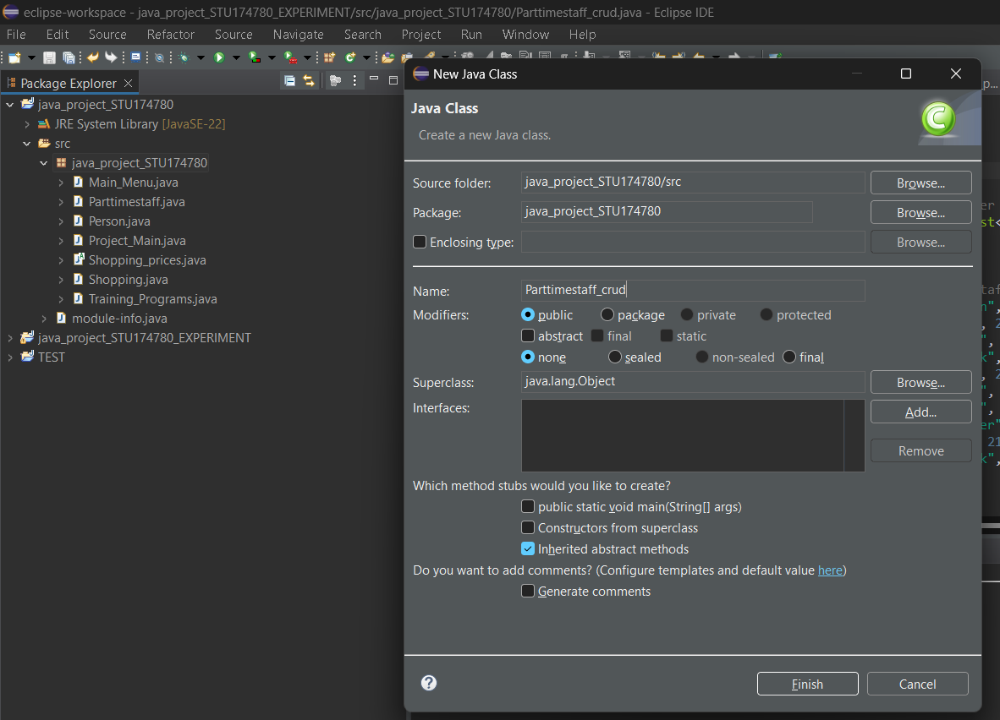 eclipse-workspace - java_project_STU174780_EXPERIMENT/src/java_project_STU174780/Parttimestaff_crud.java - Eclipse IDE
File Edit Source Refactor Source Navigate Search Project Run Window Help
Package Explorer
java_project_STU174780
JRE System Library [JavaSE-22]
src
java_project_STU174780
Main_Menu.java
Parttimestaff.java
Person.java
Project_Main.java
Shopping_prices.java
Shopping.java
Training_Programs.java
module-info.java
java_project_STU174780_EXPERIMENT
TEST
New Java Class
Java Class
Create a new Java class.
Source folder: java_project_STU174780/src Browse...
Package: java_project_STU174780 Browse...
Enclosing type: Browse...
Name: Parttimestaff_crud
Modifiers: public package private protected
abstract final static
none sealed non-sealed final
Superclass: java.lang.Object Browse...
Interfaces: Add...
Remove
Which method stubs would you like to create?
public static void main(String[] args)
Constructors from superclass
Inherited abstract methods
Do you want to add comments? (Configure templates and default value here)
Generate comments
Finish Cancel